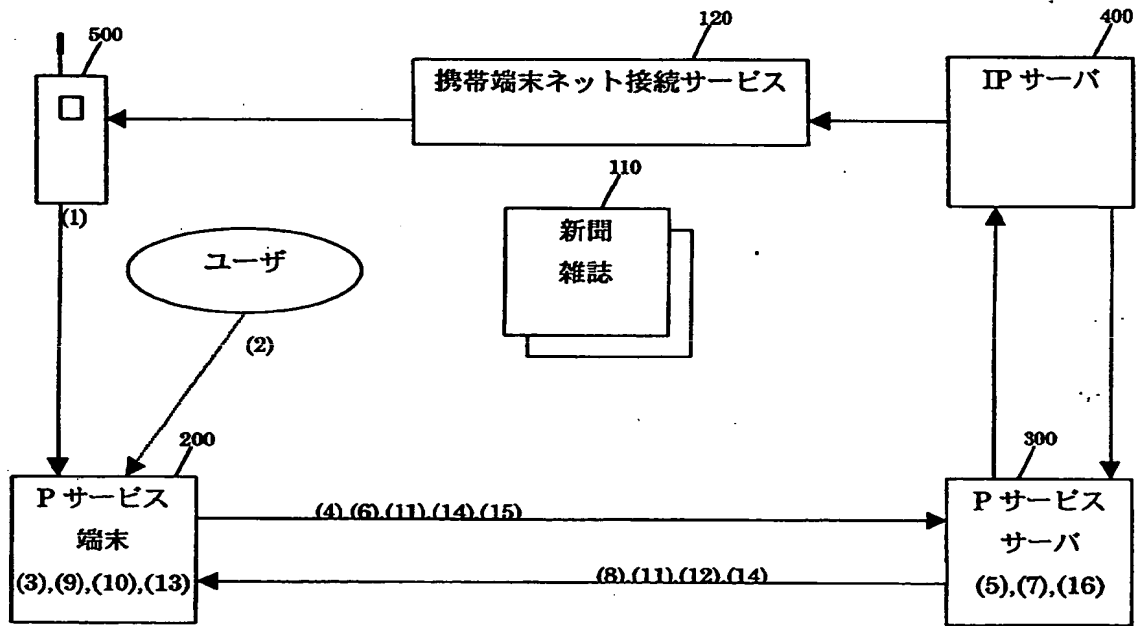 500
120
400
携帯端末ネット接続サービス
IP サーバ
110
新聞
雑誌
(1)
ユーザ
(2)
200
300
P サービス
端末
(3),(9),(10),(13)
(4),(6),(11),(14),(15)
(8),(11),(12),(14)
P サービス
サーバ
(5),(7),(16)